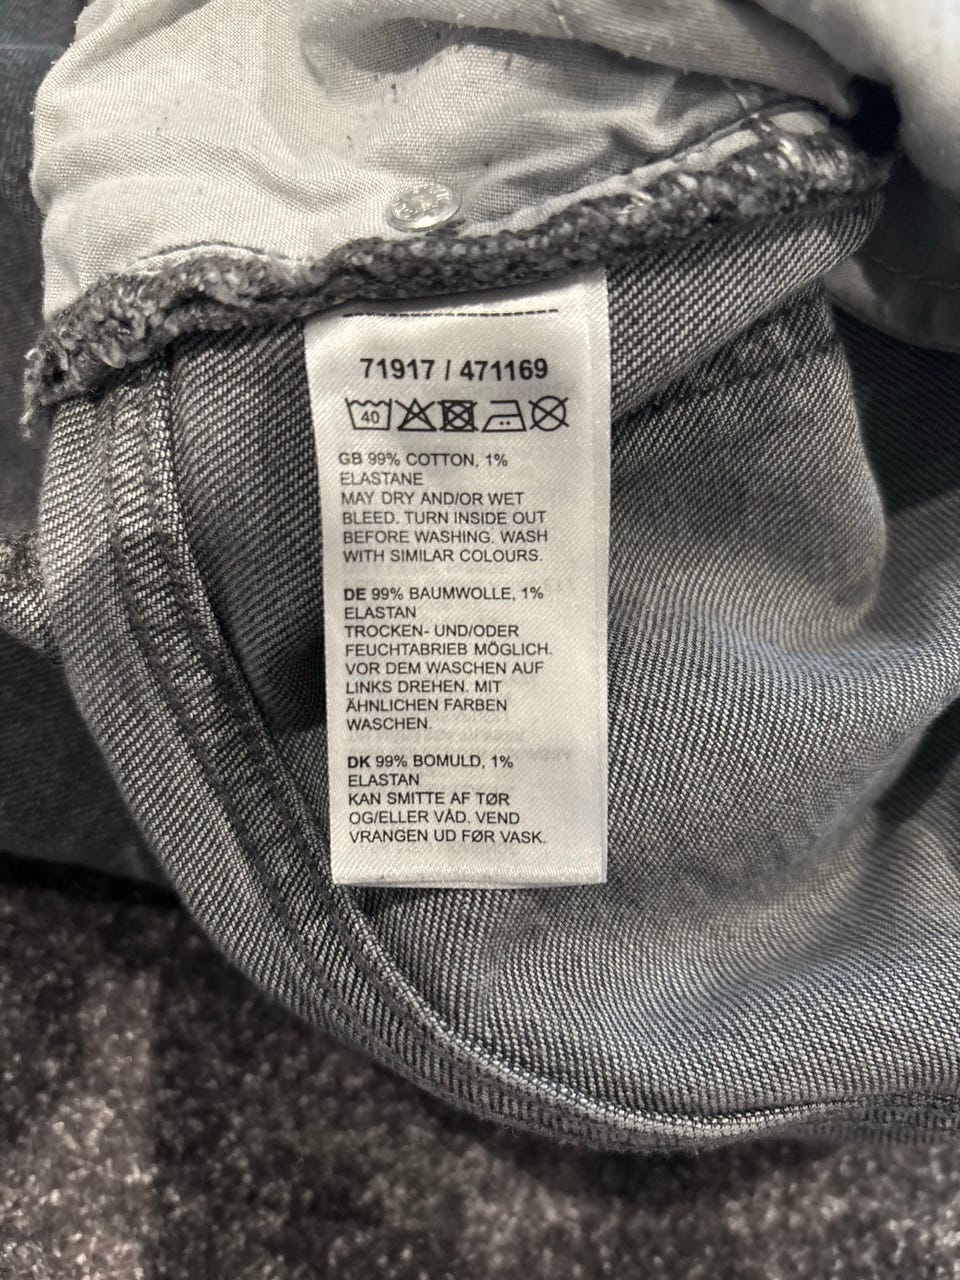 71917 / 471169
40
GB 99% COTTON, 1%
ELASTANE
MAY DRY AND/OR WET
BLEED. TURN INSIDE OUT
BEFORE WASHING. WASH
WITH SIMILAR COLOURS.
DE 99% BAUMWOLLE, 1%
ELASTAN
TROCKEN- UND/ODER
FEUCHTABRIEB MÖGLICH.
VOR DEM WASCHEN AUF
LINKS DREHEN. MIT
ÄHNLICHEN FARBEN
WASCHEN.
DK 99% BOMULD, 1%
ELASTAN
KAN SMITTE AF TØR
OG/ELLER VÅD. VEND
VRANGEN UD FØR VASK.